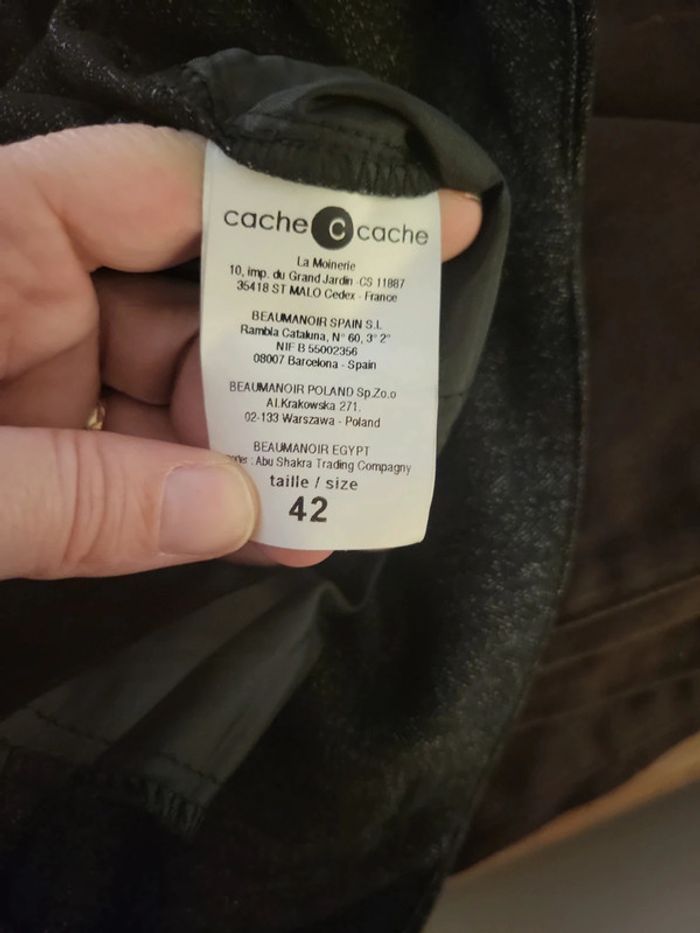 cache c cache
La Moinerie
10, imp. du Grand Jardin -CS 11887
35418 ST MALO Cedex - France
BEAUMANOIR SPAIN S.L
Rambla Cataluna, N° 60, 3° 2°
NIF B 55002356
08007 Barcelona - Spain
BEAUMANOIR POLAND Sp.Zo.o
Al.Krakowska 271.
02-133 Warszawa - Poland
BEAUMANOIR EGYPT
: Abu Shakra Trading Compagny
taille / size
42